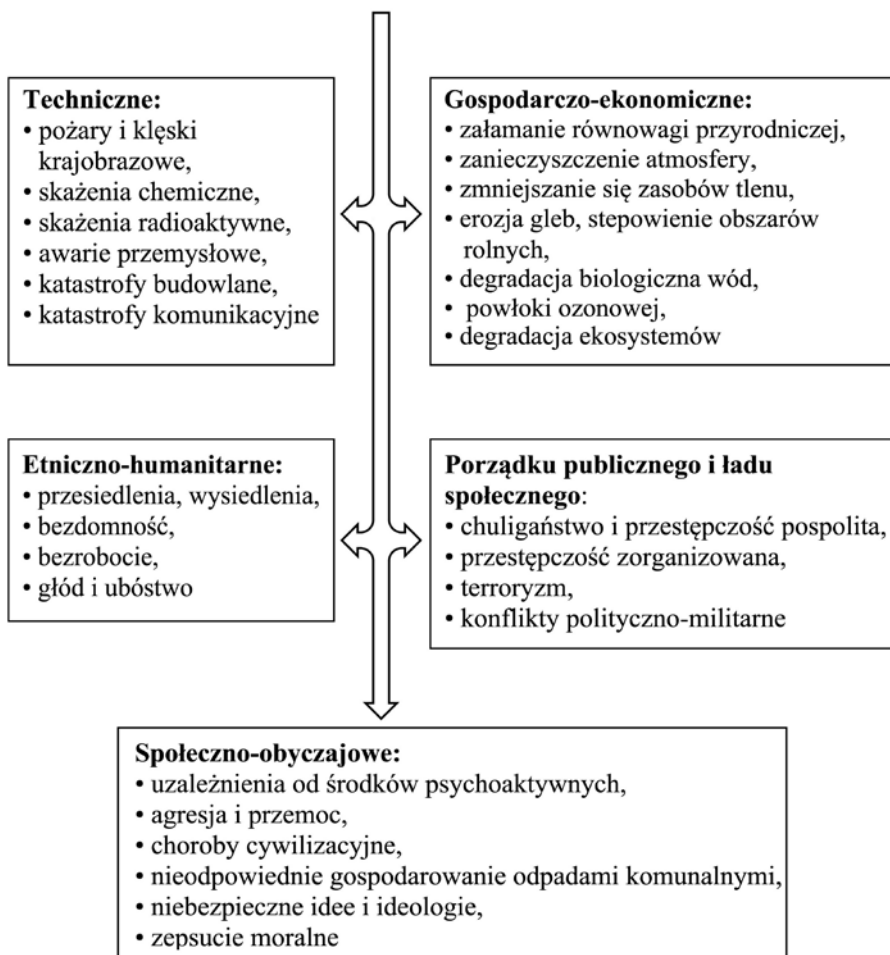 Techniczne:
• pożary i klęski
krajobrazowe,
• skażenia chemiczne,
• skażenia radioaktywne,
• awarie przemysłowe,
• katastrofy budowlane,
• katastrofy komunikacyjne
Gospodarczo-ekonomiczne:
• załamanie równowagi przyrodniczej,
• zanieczyszczenie atmosfery,
• zmniejszanie się zasobów tlenu,
• erozja gleb, stepowienie obszarów
rolnych,
• degradacja biologiczna wód,
• powłoki ozonowej,
• degradacja ekosystemów
Etniczno-humanitarne:
• przesiedlenia, wysiedlenia,
• bezdomność,
• bezrobocie,
• głód i ubóstwo
Porządku publicznego i ładu
społecznego:
• chuligaństwo i przestępczość pospolita,
• przestępczość zorganizowana,
• terroryzm,
• konflikty polityczno-militarne
Społeczno-obyczajowe:
• uzależnienia od środków psychoaktywnych,
• agresja i przemoc,
• choroby cywilizacyjne,
• nieodpowiednie gospodarowanie odpadami komunalnymi,
• niebezpieczne idee i ideologie,
• zepsucie moralne